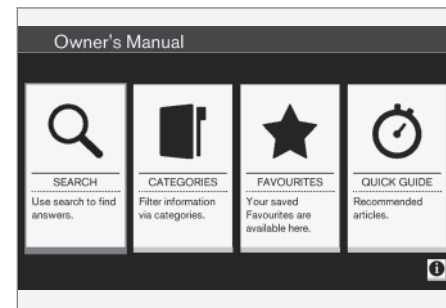 Owner's Manual
SEARCH
Use search to find
answers.
CATEGORIES
Filter information
via categories.
FAVOURITES
Your saved
Favourites are
available here.
QUICK GUIDE
Recommended
articles.
i